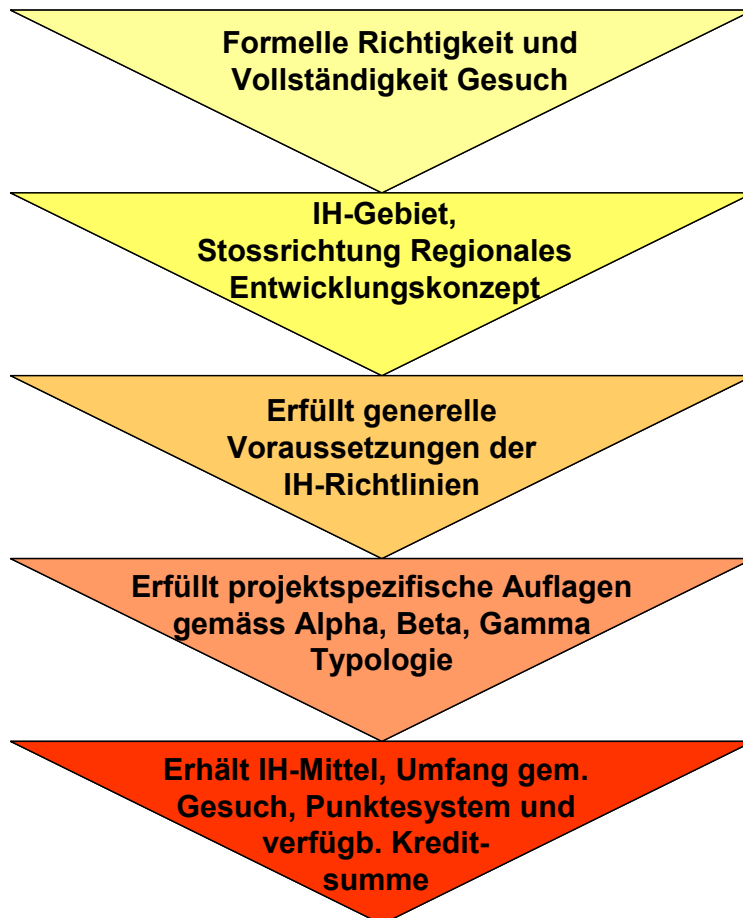 Formelle Richtigkeit und
Vollständigkeit Gesuch
IH-Gebiet,
Stossrichtung Regionales
Entwicklungskonzept
Erfüllt generelle
Voraussetzungen der
IH-Richtlinien
Erfüllt projektspezifische Auflagen
gemäss Alpha, Beta, Gamma
Typologie
Erhält IH-Mittel, Umfang gem.
Gesuch, Punktesystem und
verfügb. Kredit-
summe